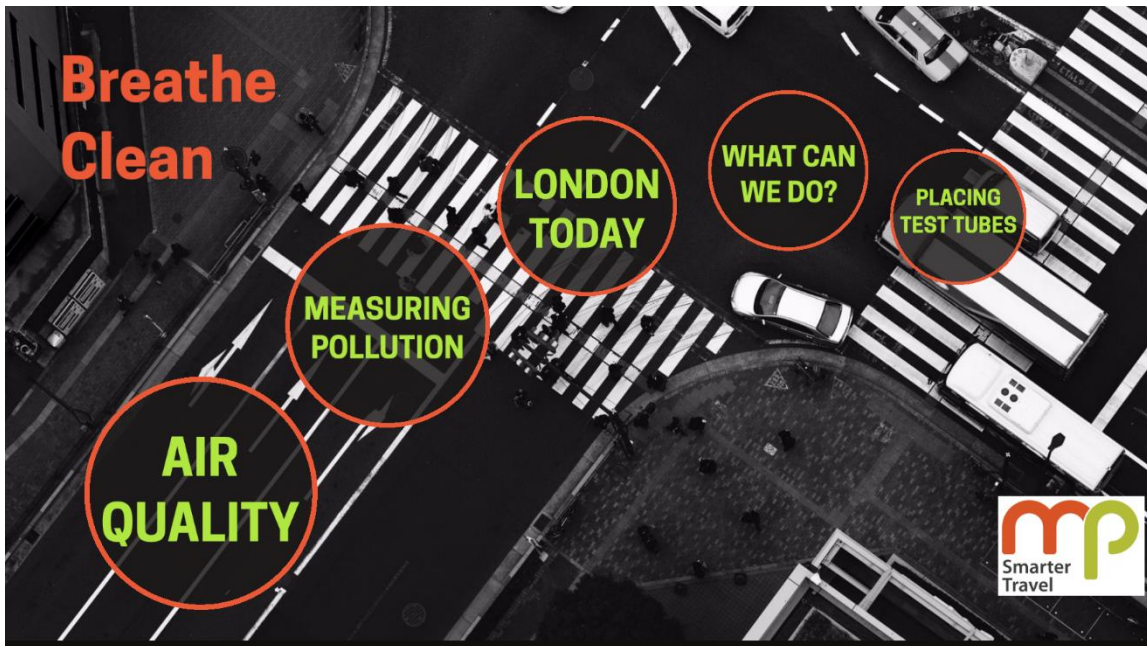 Breathe
Clean
AIR
QUALITY
MEASURING
POLLUTION
LONDON
TODAY
WHAT CAN
WE DO?
PLACING
TEST TUBES
mp
Smarter
Travel